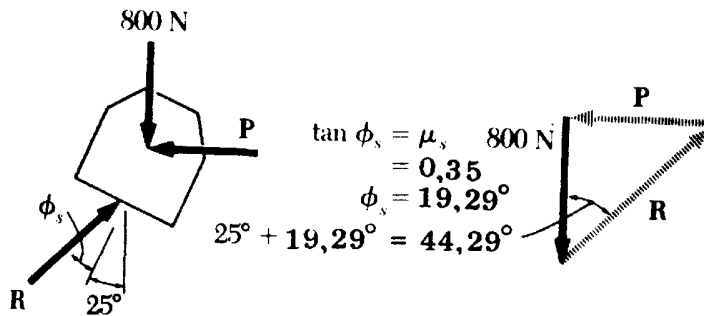 800 N
P
ϕs
R
25°
tan ϕs = μs
= 0,35
ϕs = 19,29°
25° + 19,29° = 44,29°
P
800 N
R